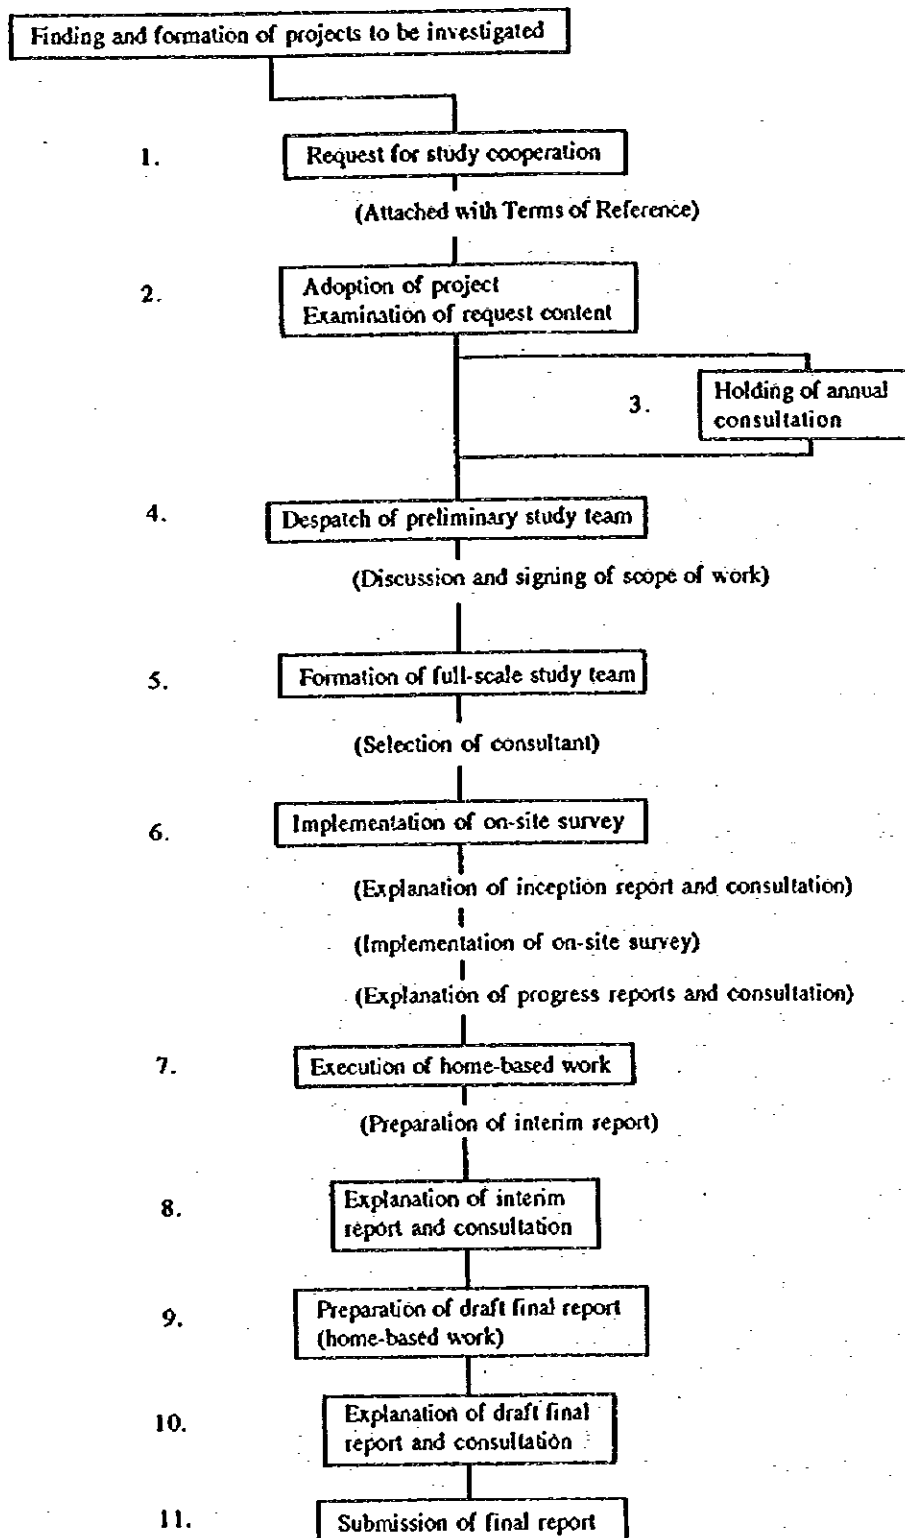 Finding and formation of projects to be investigated
1.
Request for study cooperation
(Attached with Terms of Reference)
2.
Adoption of project
Examination of request content
3.
Holding of annual
consultation
4.
Despatch of preliminary study team
(Discussion and signing of scope of work)
5.
Formation of full-scale study team
(Selection of consultant)
6.
Implementation of on-site survey
(Explanation of inception report and consultation)
(Implementation of on-site survey)
(Explanation of progress reports and consultation)
7.
Execution of home-based work
(Preparation of interim report)
8.
Explanation of interim
report and consultation
9.
Preparation of draft final report
(home-based work)
10.
Explanation of draft final
report and consultation
11.
Submission of final report